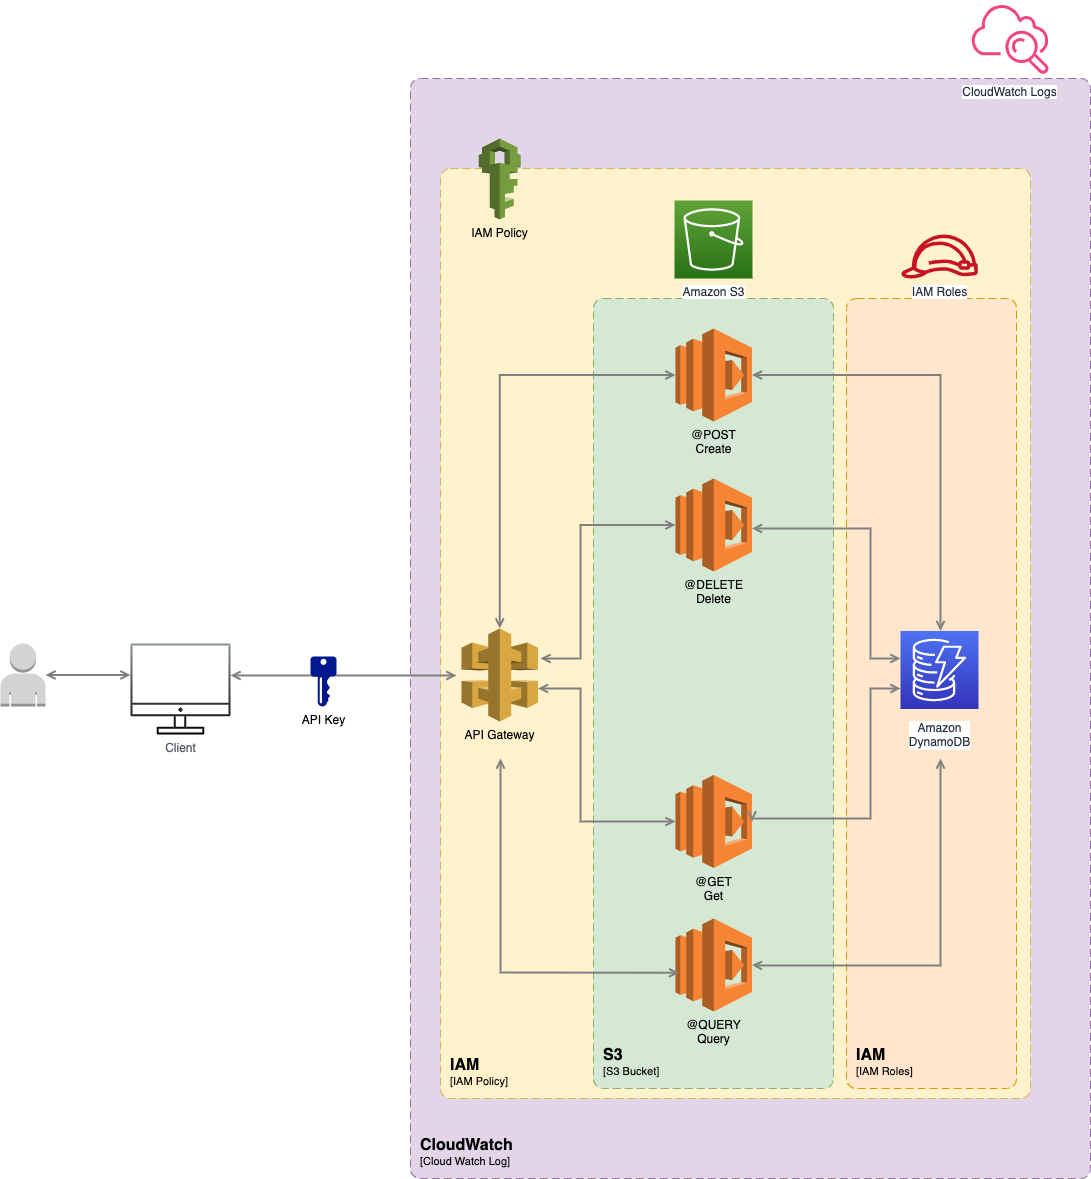 CloudWatch Logs
IAM Policy
Amazon S3
IAM Roles
@POST
Create
@DELETE
Delete
API Key
Client
API Gateway
Amazon
DynamoDB
@GET
Get
@QUERY
Query
IAM
[IAM Policy]
S3
[S3 Bucket]
IAM
[IAM Roles]
CloudWatch
[Cloud Watch Log]